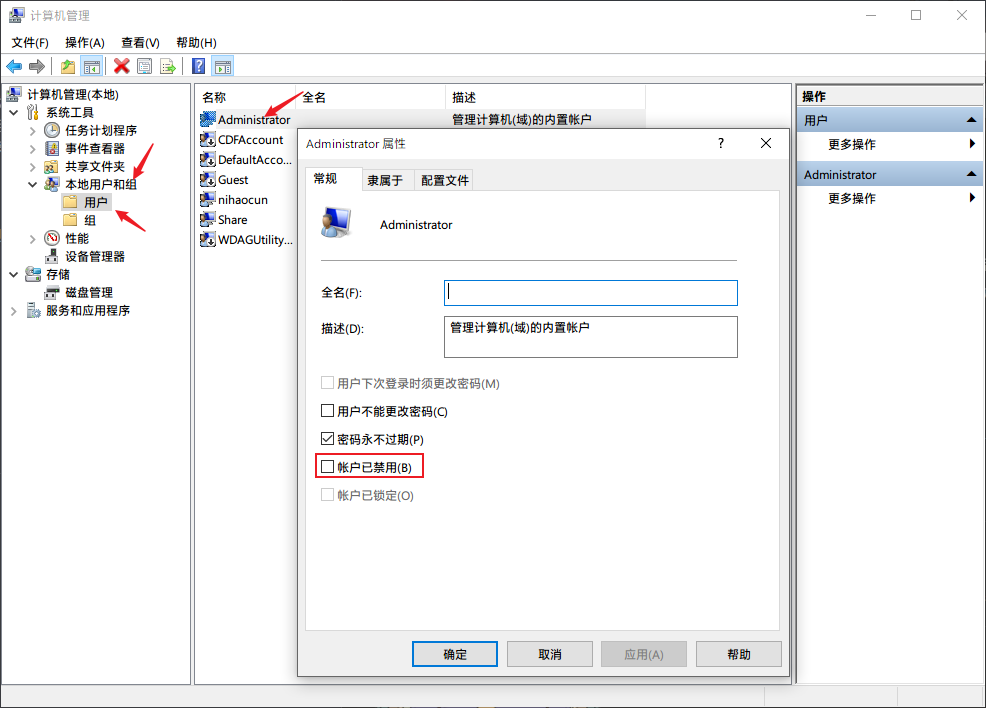 计算机管理
文件(F) 操作(A) 查看(V) 帮助(H)
计算机管理(本地)
系统工具
任务计划程序
事件查看器
共享文件夹
本地用户和组
用户
组
性能
设备管理器
存储
磁盘管理
服务和应用程序
名称 全名 描述
Administrator 管理计算机(域)的内置帐户
CDFAccount
DefaultAcco...
Guest
nihaocun
Share
WDAGUtility...
Administrator 属性
?
常规 隶属于 配置文件
Administrator
全名(F):
描述(D): 管理计算机(域)的内置帐户
用户下次登录时须更改密码(M)
用户不能更改密码(C)
密码永不过期(P)
帐户已禁用(B)
帐户已锁定(O)
确定 取消 应用(A) 帮助
操作
用户
更多操作
Administrator
更多操作